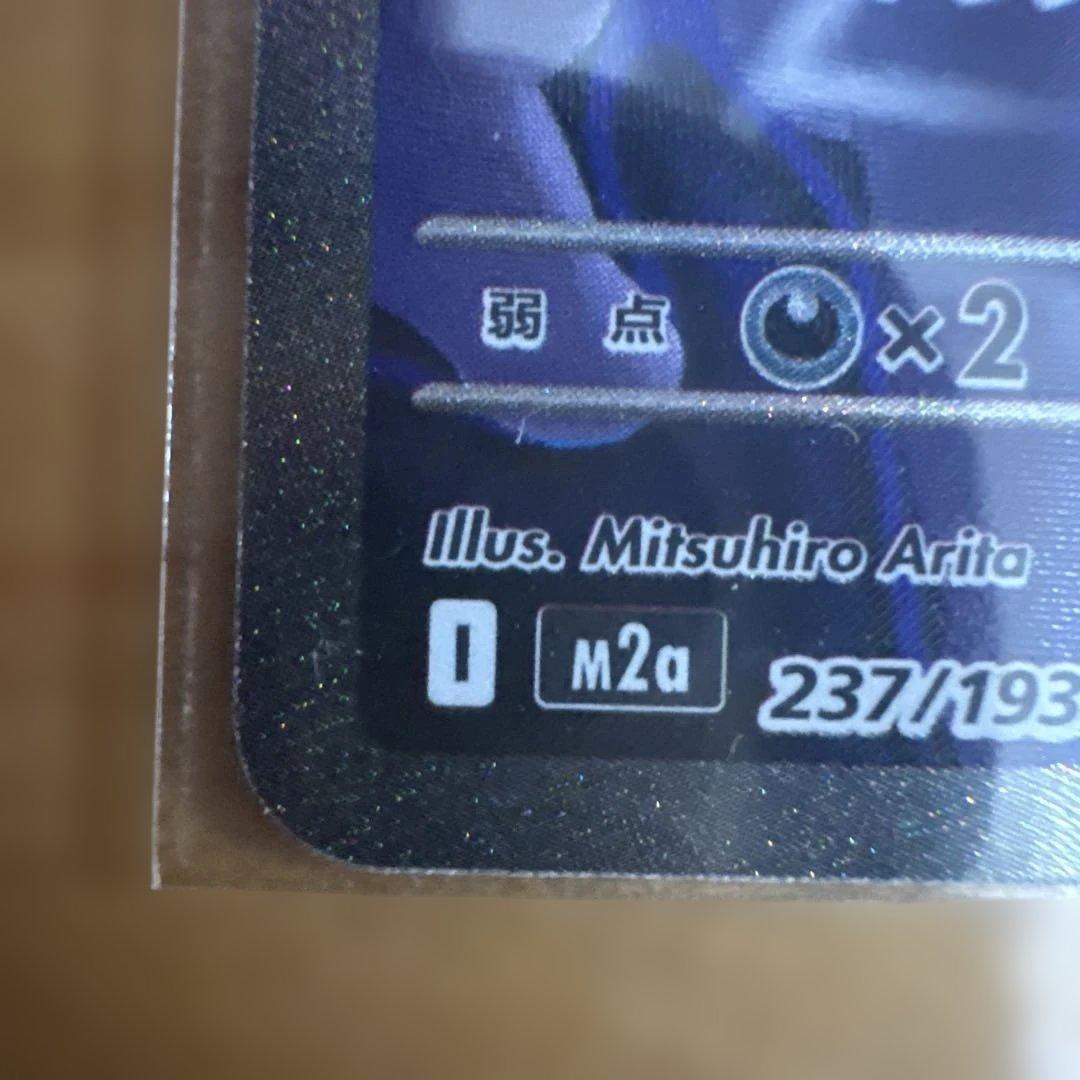 弱点 ×2
Illus. Mitsuhiro Arita
I M2a 237/193